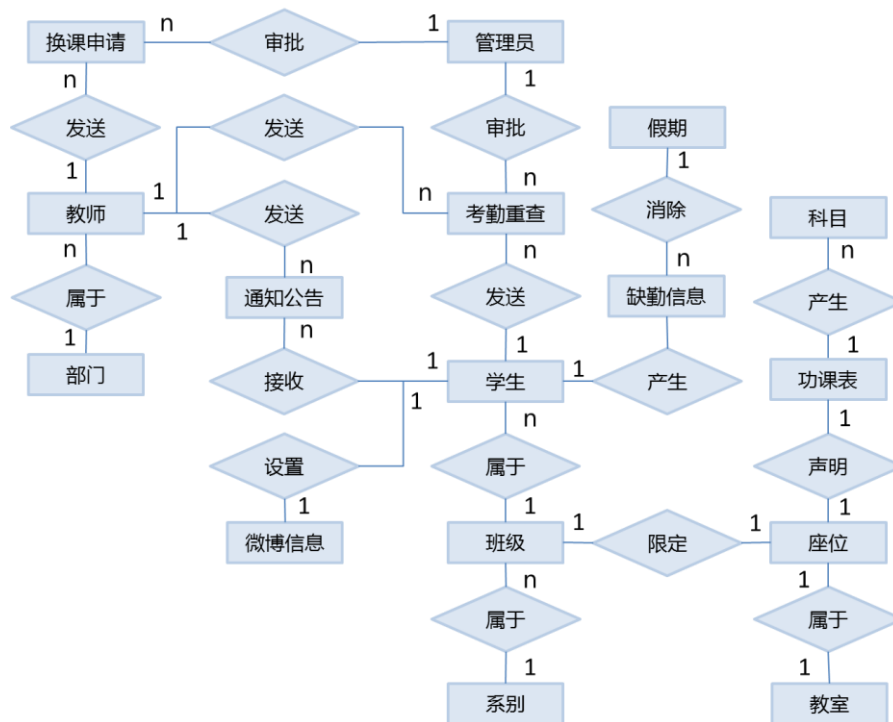 换课申请 n 审批 1 管理员
n 1
发送 发送 审批 假期
1 1 n 1
教师 1 n 考勤重查 消除 科目
n 1 发送 n n n
属于 n 发送 缺勤信息 产生
通知公告
1 n 1 1
部门 接收 1 学生 1 产生 功课表
1 n 1
设置 属于 声明
1 1 1 1 1
微博信息 班级 限定 座位
n 1
属于 属于
1 1
系别 教室